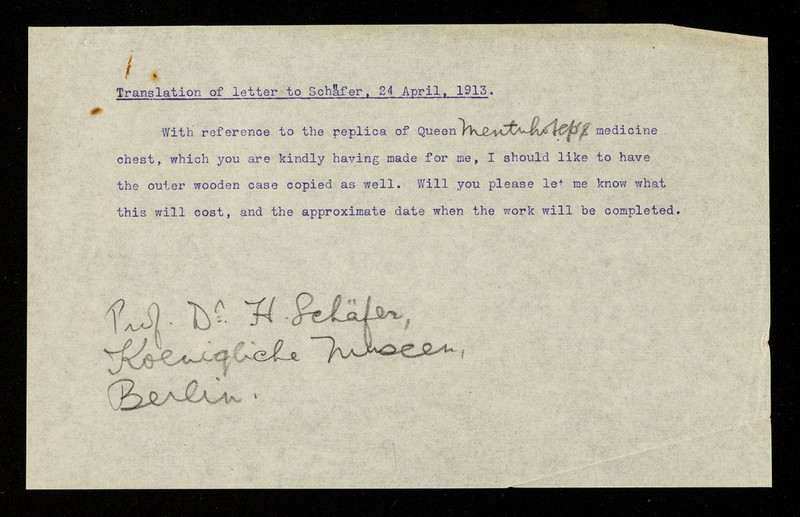 1.
Translation of letter to Schäfer, 24 April, 1913.
With reference to the replica of Queen Mentuhotep's medicine
chest, which you are kindly having made for me, I should like to have
the outer wooden case copied as well. Will you please let me know what
this will cost, and the approximate date when the work will be completed.
Prof. Dr. H. Schäfer,
Koenigliche Museen,
Berlin.